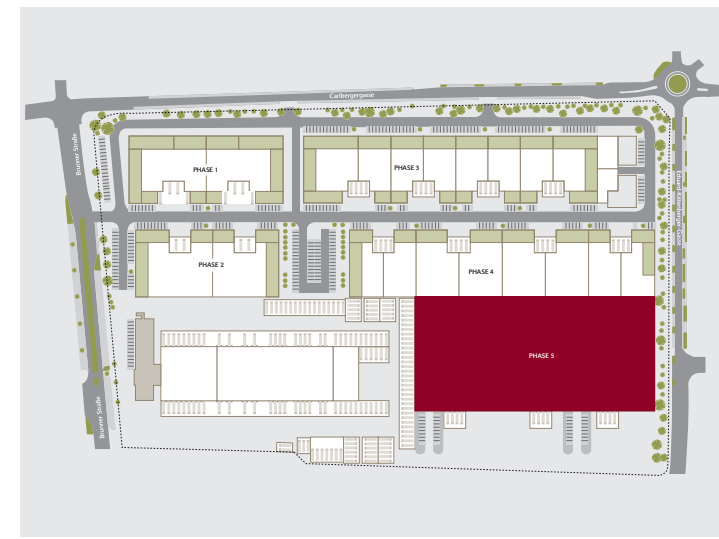 Carlbergergasse
Brunner Straße
PHASE 1
PHASE 3
PHASE 2
PHASE 4
PHASE 5
Brunner Straße